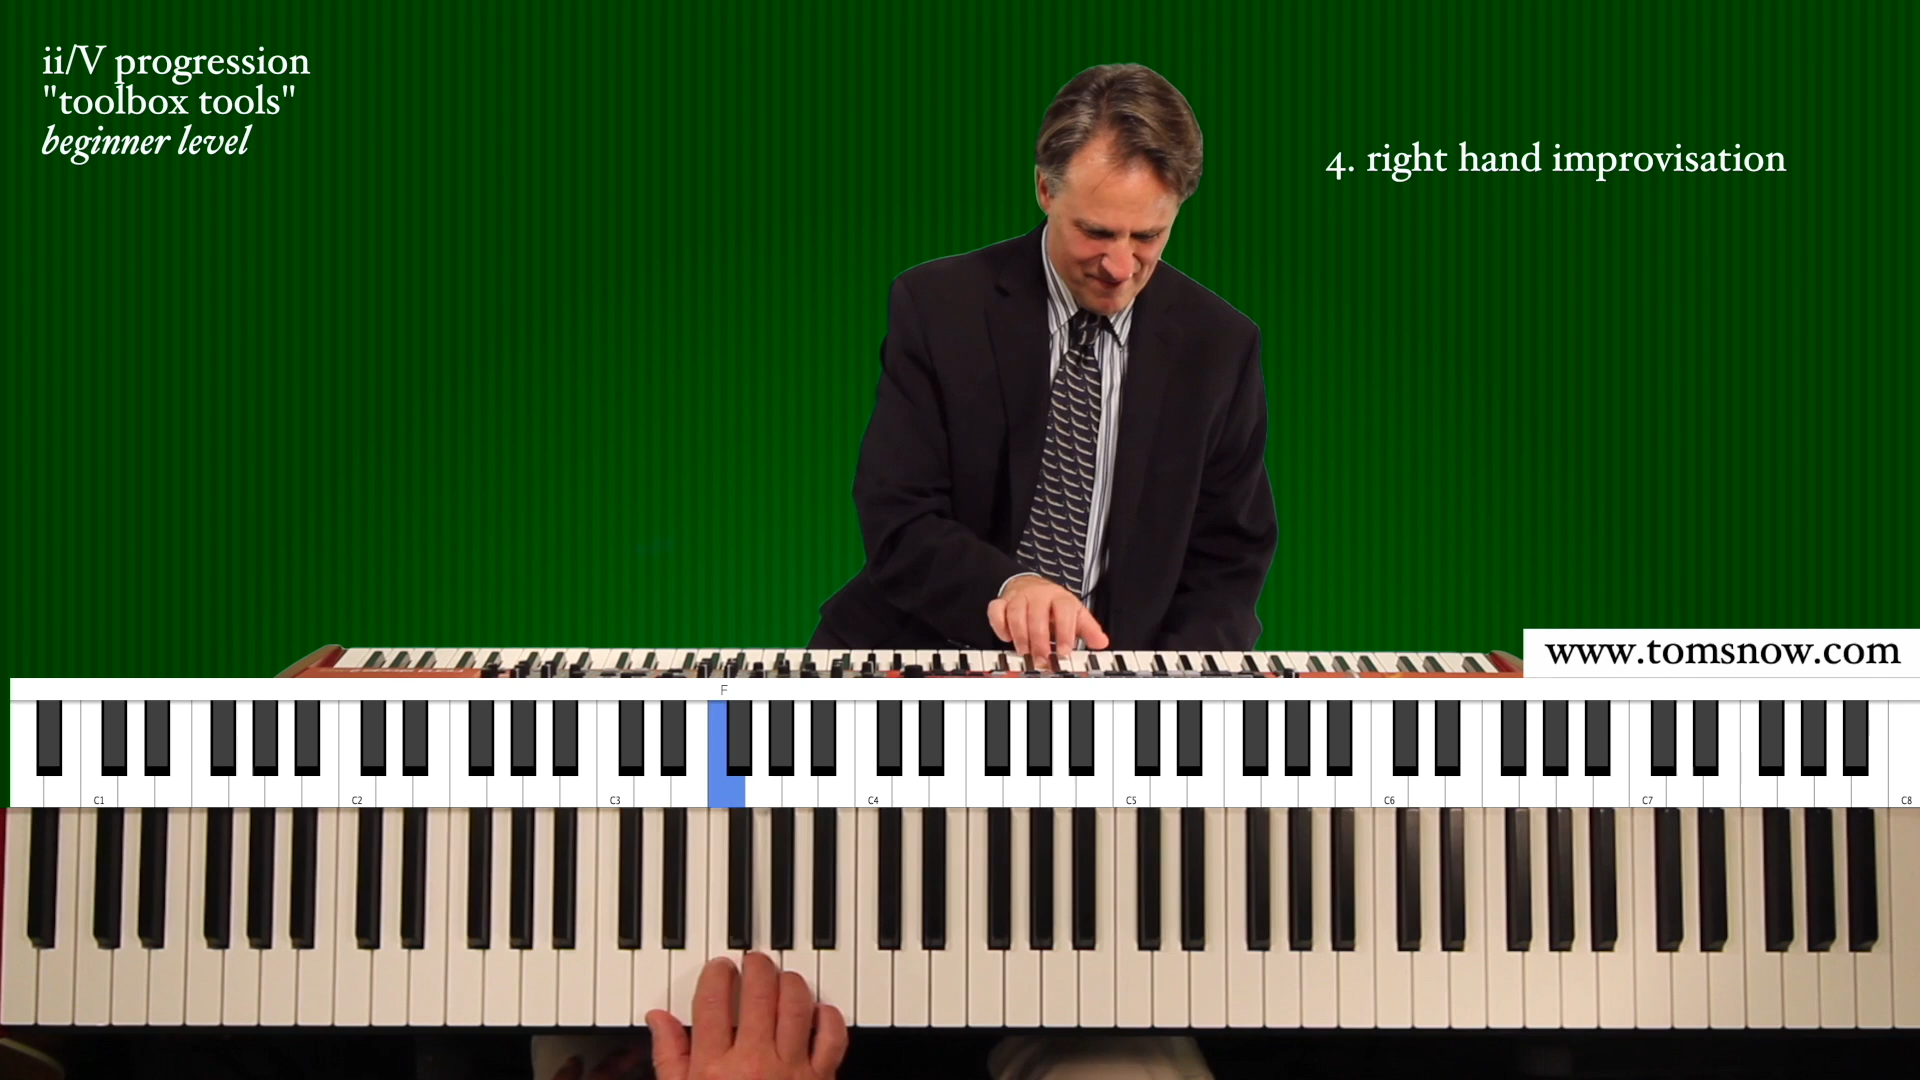 ii/V progression
"toolbox tools"
beginner level
4. right hand improvisation
www.tomsnow.com
F
C1 C2 C3 C4 C5 C6 C7 C8